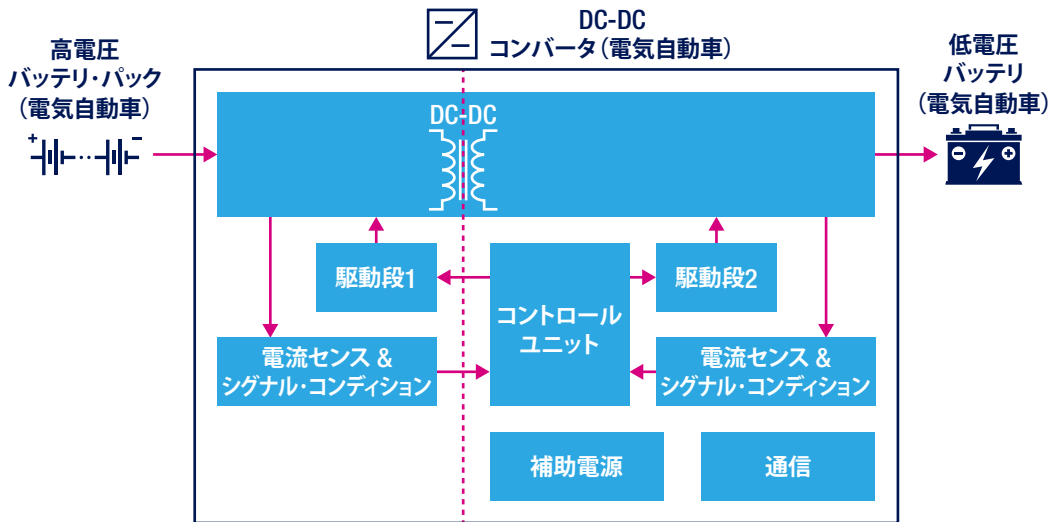 DC-DC
コンバータ(電気自動車)
高電圧
バッテリ・パック
(電気自動車)
低電圧
バッテリ
(電気自動車)
DC-DC
駆動段1
コントロール
ユニット
駆動段2
電流センス &
シグナル・コンディション
電流センス &
シグナル・コンディション
補助電源
通信